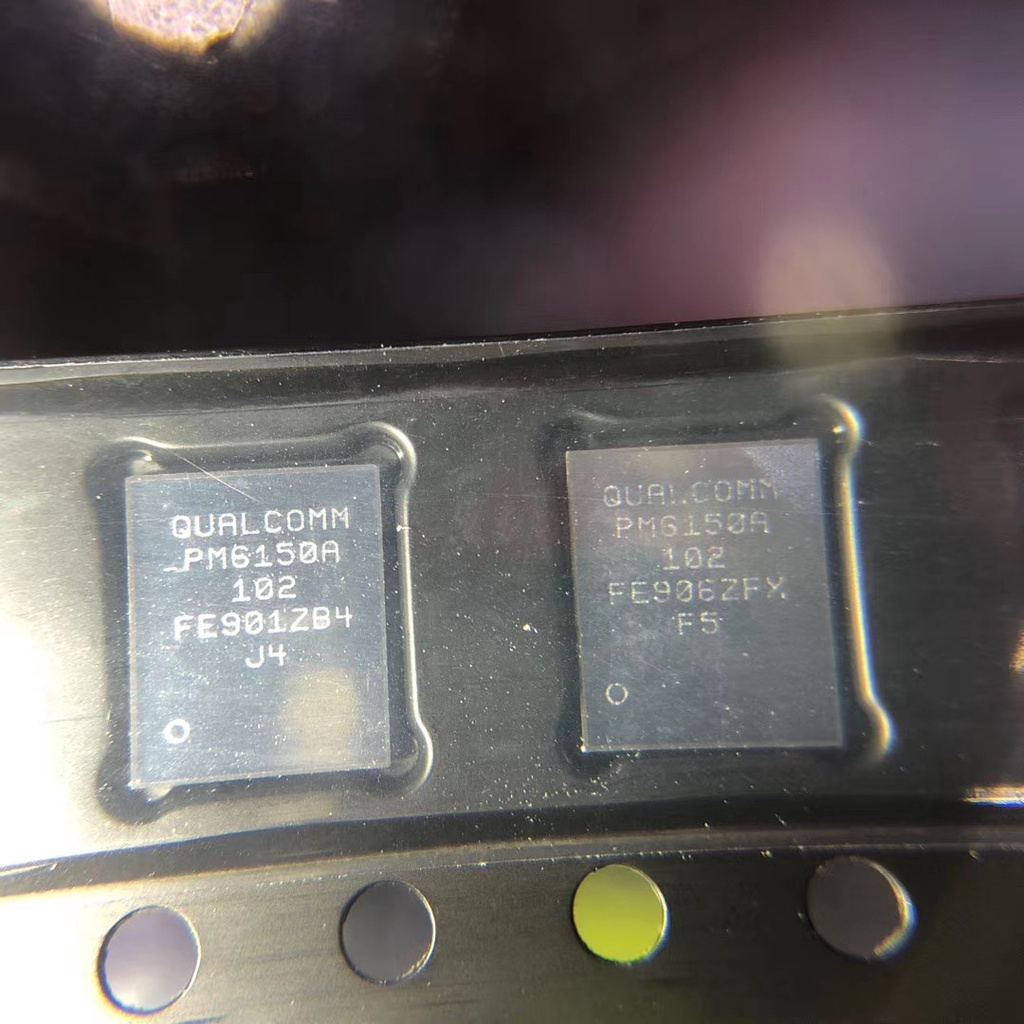 QUALCOMM
PM6150A
102
FE901ZB4
J4
QUALCOMM
PM6150A
102
FE906ZFX
F5